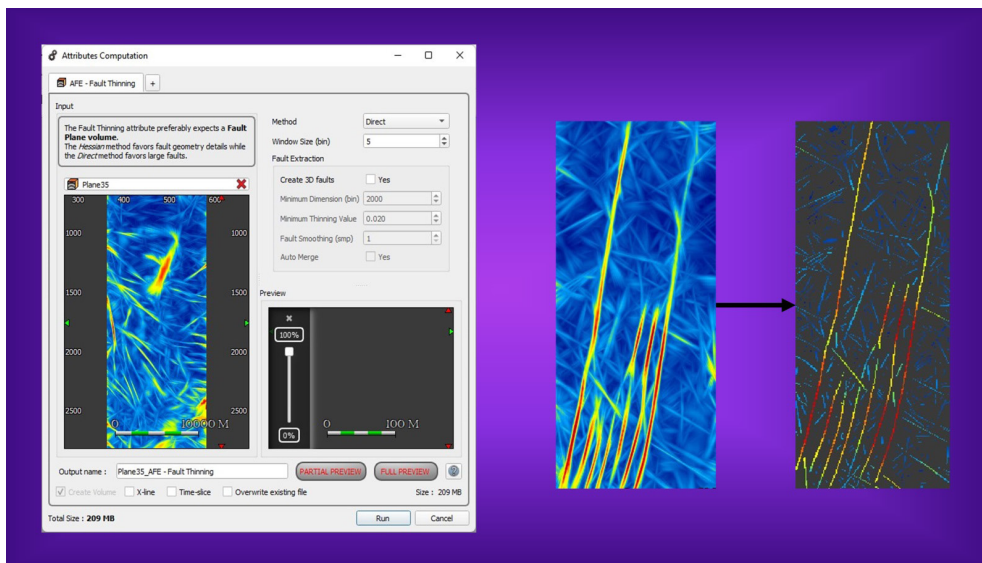 Attributes Computation
AFE - Fault Thinning
+
Input
The Fault Thinning attribute preferably expects a Fault
Plane volume.
The Hessian method favors fault geometry details while
the Direct method favors large faults.
Plane35
300 400 500 600
1000 1000
1500 1500
2000 2000
2500 2500
0 10000 M
Method Direct
Window Size (bin) 5
Fault Extraction
Create 3D faults Yes
Minimum Dimension (bin) 2000
Minimum Thinning Value 0.020
Fault Smoothing (smp) 1
Auto Merge Yes
Preview
100%
0%
0 100 M
Output name : Plane35_AFE - Fault Thinning PARTIAL PREVIEW FULL PREVIEW
Create Volume X-line Time-slice Overwrite existing file Size : 209 MB
Total Size : 209 MB Run Cancel